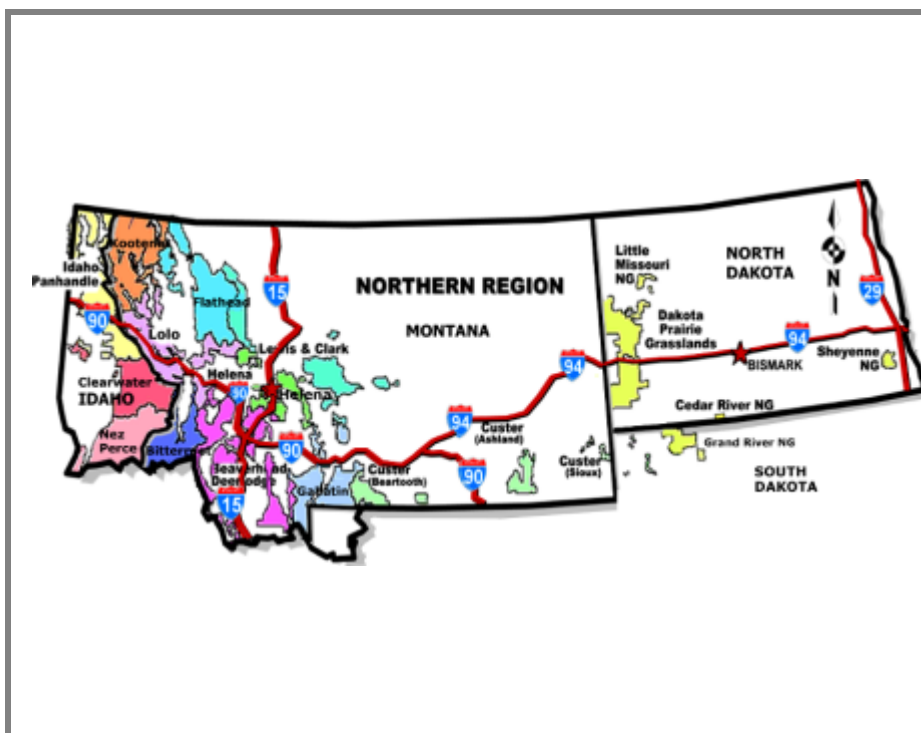 Kootenai
Idaho
Panhandle
90
Lolo
Flathead
15
NORTHERN REGION
MONTANA
Lewis & Clark
Helena
90
Helena
Clearwater
IDAHO
Nez
Perce
Bitterroot
Beaverhead
Deerlodge
15
90
Gallatin
Custer
(Beartooth)
94
90
Custer
(Ashland)
94
Custer
(Sioux)
Little
Missouri
NG
NORTH
DAKOTA
N
29
Dakota
Prairie
Grasslands
94
BISMARK
Sheyenne
NG
Cedar River NG
Grand River NG
SOUTH
DAKOTA